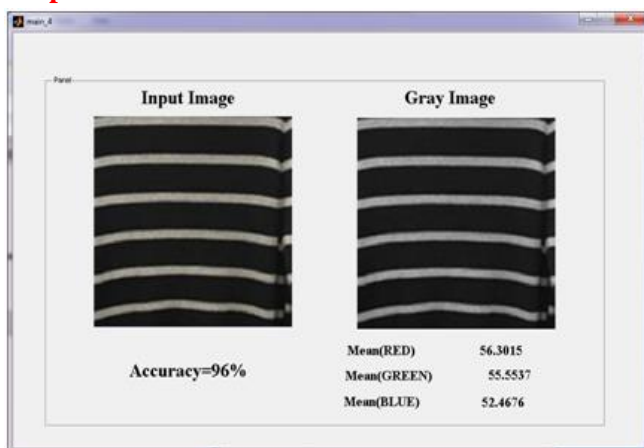 main_4
Panel
Input Image
Gray Image
Accuracy=96%
Mean(RED) 56.3015
Mean(GREEN) 55.5537
Mean(BLUE) 52.4676